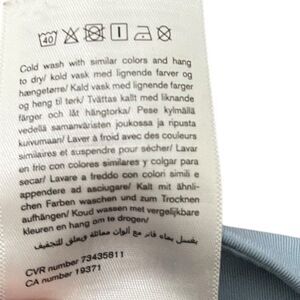 40
Cold wash with similar colors and hang
to dry/ kold vask med lignende farver og
hængetørre/ Kald vask med lignende farger
og heng til tørk/ Tvättas kallt med liknande
färger och låt hängtorka/ Pese kylmällä
vedellä samanväristen joukossa ja ripusta
kuivumaan/ Laver à froid avec des couleurs
similaires et suspendre pour sécher/ Lavar
en frio con colores similares y colgar para
secar/ Lavare a freddo con colori simili e
appendere ad asciugare/ Kalt mit ähnli-
chen Farben waschen und zum Trocknen
aufhängen/ Koud wassen met vergelijkbare
kleuren en hang om te drogen/
بغسل بماء فاتر مع ألوان مماثلة ويعلق للتجفيف
CVR number 73435811
CA number 19371